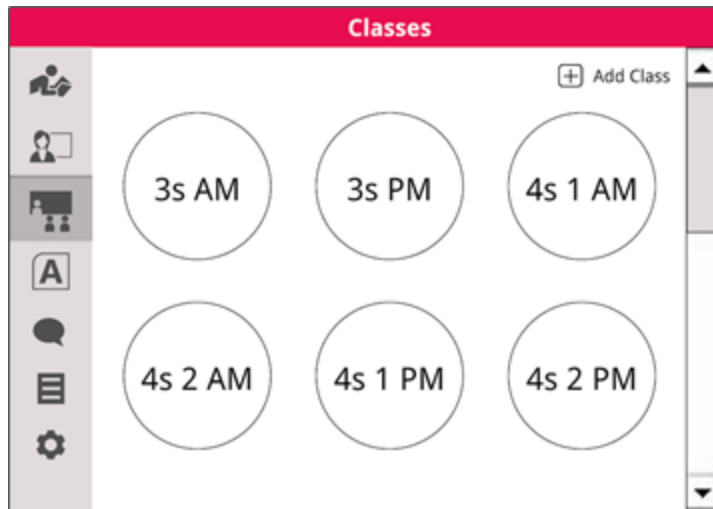 Classes
Add Class
3s AM
3s PM
4s 1 AM
4s 2 AM
4s 1 PM
4s 2 PM
A